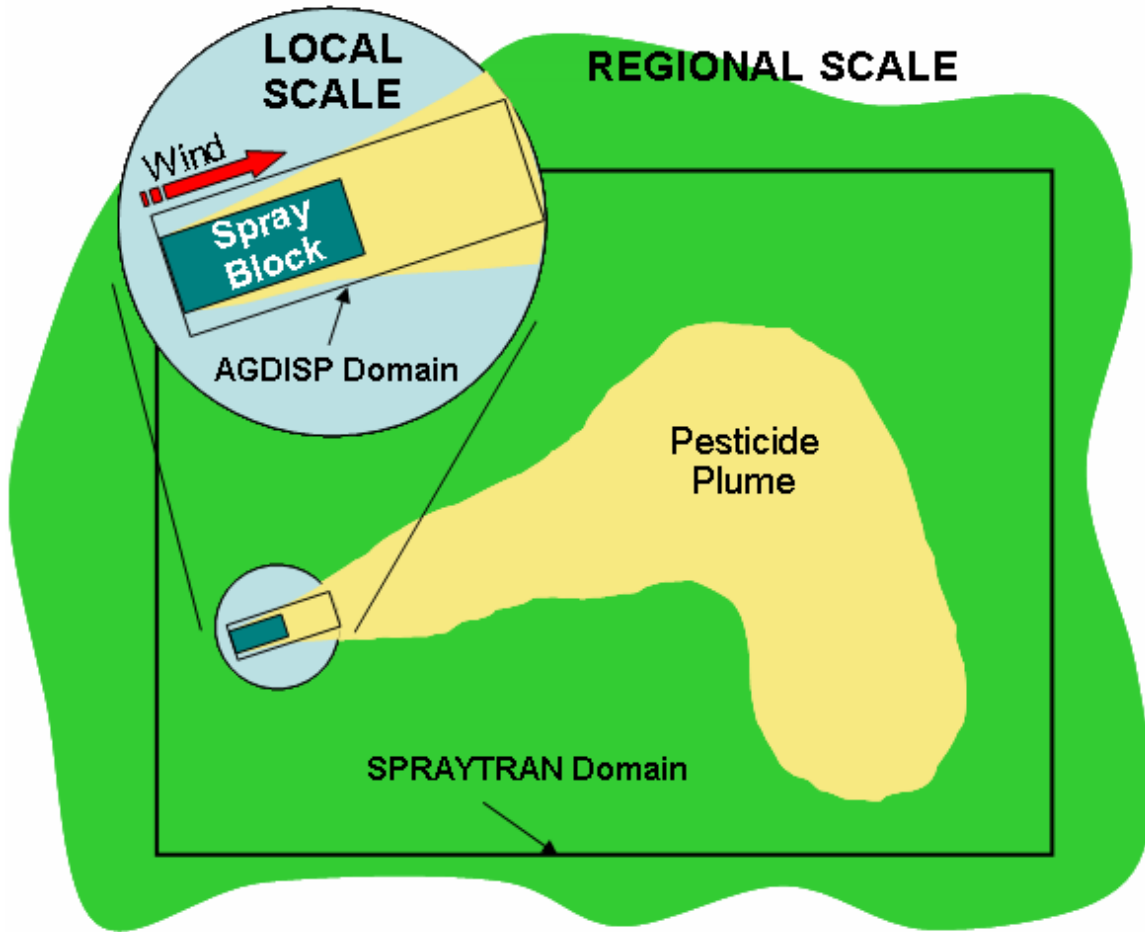 LOCAL
SCALE
REGIONAL SCALE
Wind
Spray
Block
AGDISP Domain
Pesticide
Plume
SPRAYTRAN Domain